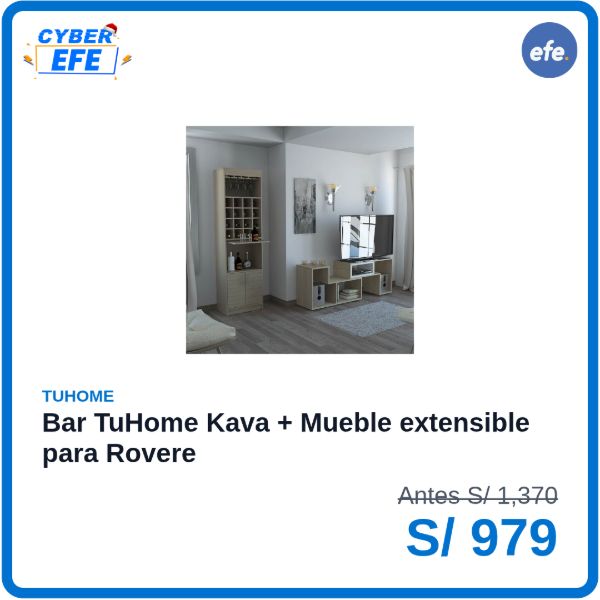 CYBER
EFE
efe.
TUHOME
Bar TuHome Kava + Mueble extensible
para Rovere
Antes S/ 1,370
S/ 979